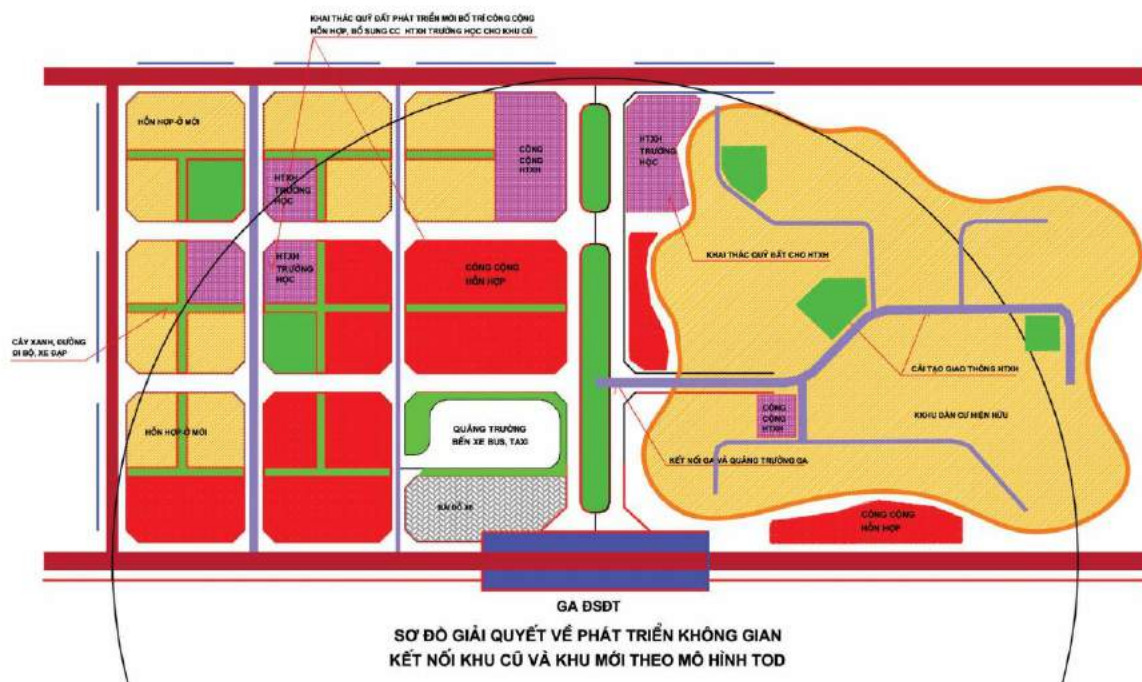 KHAI THÁC QUỸ ĐẤT PHÁT TRIỂN MỚI BỐ TRÍ CÔNG CỘNG
HỖN HỢP, BỔ SUNG CC HTXH TRƯỜNG HỌC CHO KHU CŨ
HỖN HỢP-Ở MỚI
HTXH
TRƯỜNG
HỌC
CÔNG
CỘNG
HTXH
HTXH
TRƯỜNG
HỌC
KHAI THÁC QUỸ ĐẤT CHO HTXH
HTXH
TRƯỜNG
HỌC
CÔNG CỘNG
HỖN HỢP
CÂY XANH, ĐƯỜNG
ĐI BỘ, XE ĐẠP
CẢI TẠO GIAO THÔNG HTXH
HỖN HỢP-Ở MỚI
QUẢNG TRƯỜNG
BẾN XE BUS, TAXI
CÔNG
CỘNG
HTXH
KKHU DÂN CƯ HIỆN HỮU
KẾT NỐI GA VÀ QUẢNG TRƯỜNG GA
BÃI ĐỖ XE
CÔNG CỘNG
HỖN HỢP
GA ĐSĐT
SƠ ĐỒ GIẢI QUYẾT VỀ PHÁT TRIỂN KHÔNG GIAN
KẾT NỐI KHU CŨ VÀ KHU MỚI THEO MÔ HÌNH TOD